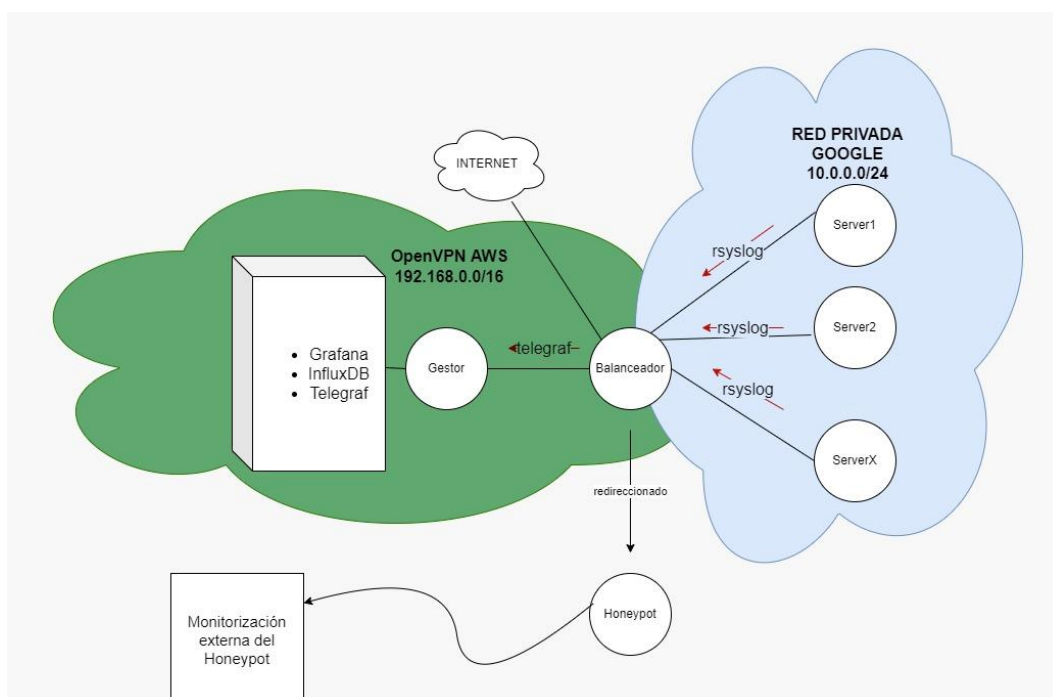 RED PRIVADA
GOOGLE
10.0.0.0/24
INTERNET
Server1
rsyslog
OpenVPN AWS
192.168.0.0/16
Server2
rsyslog
telegraf
• Grafana
• InfluxDB
• Telegraf
Gestor
Balanceador
rsyslog
ServerX
redireccionado
Honeypot
Monitorización
externa del
Honeypot